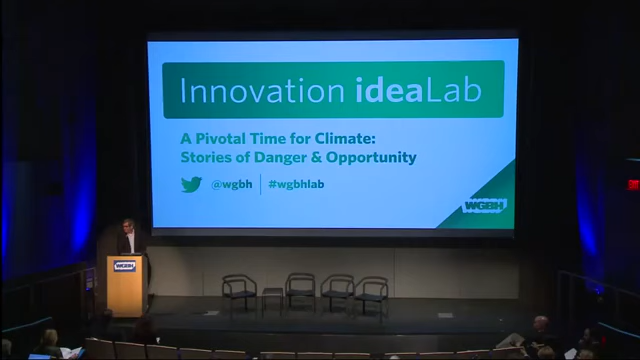 Innovation ideaLab
A Pivotal Time for Climate:
Stories of Danger & Opportunity
@wgbh #wgbhlab
WGBH
WGBH